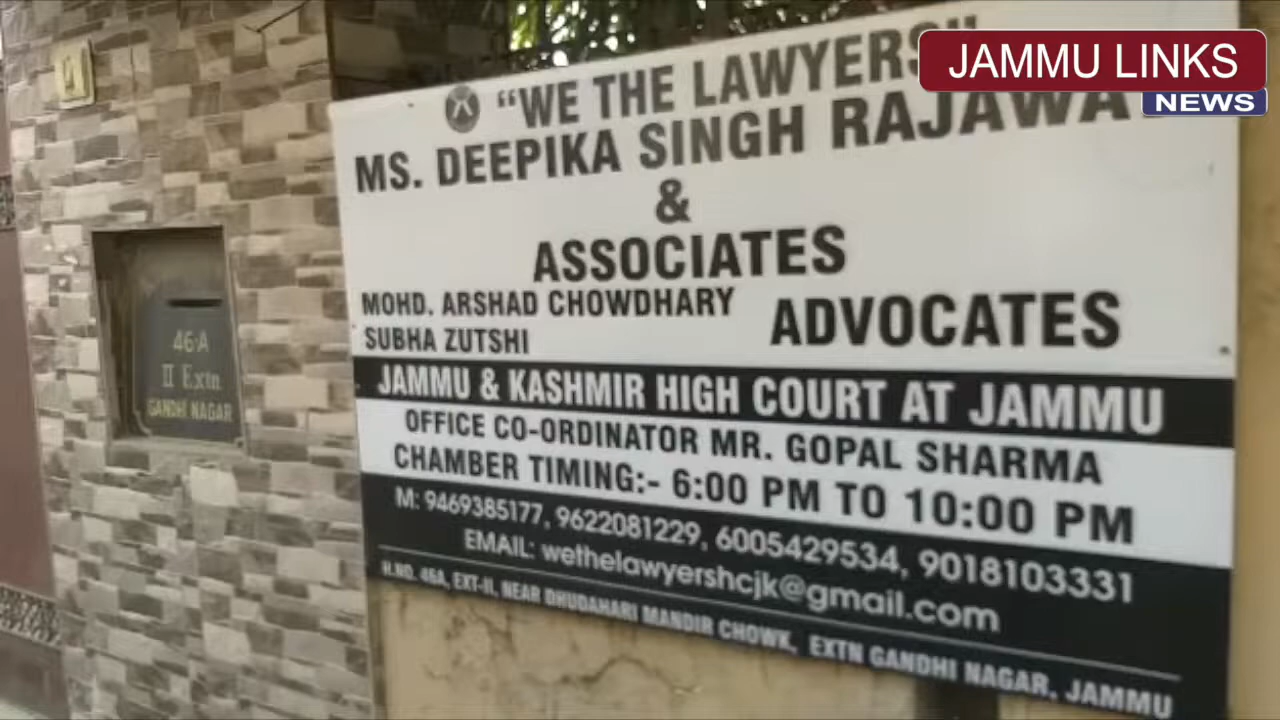 JAMMU LINKS
NEWS
"WE THE LAWYERS"
MS. DEEPIKA SINGH RAJAWA
&
ASSOCIATES
MOHD. ARSHAD CHOWDHARY
SUBHA ZUTSHI
ADVOCATES
JAMMU & KASHMIR HIGH COURT AT JAMMU
OFFICE CO-ORDINATOR MR. GOPAL SHARMA
CHAMBER TIMING:- 6:00 PM TO 10:00 PM
M: 9469385177, 9622081229, 6005429534, 9018103331
EMAIL: wethelawyershcjk@gmail.com
H.NO. 46A, EXT-II, NEAR DHUDAHARI MANDIR CHOWK, EXTN GANDHI NAGAR, JAMMU
46-A
II Extn
GANDHI NAGAR